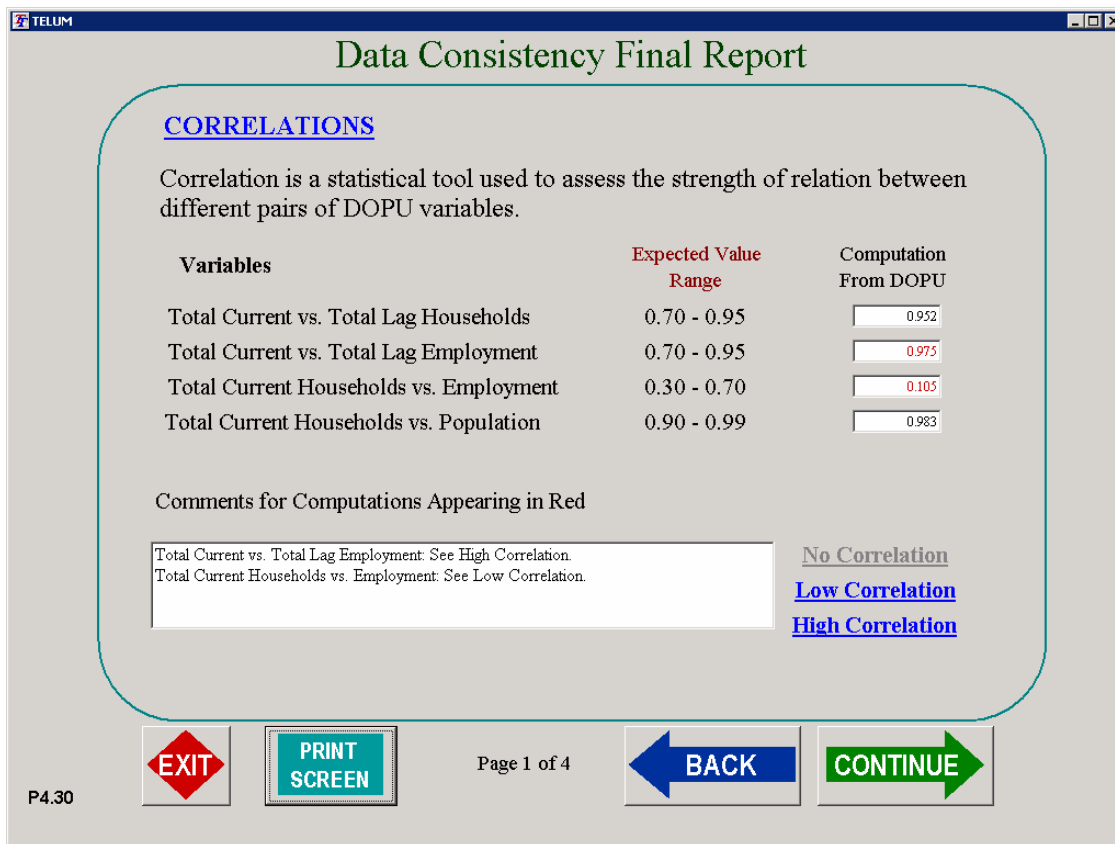 TELUM
Data Consistency Final Report
CORRELATIONS
Correlation is a statistical tool used to assess the strength of relation between
different pairs of DOPU variables.
Variables Expected Value Range Computation From DOPU
Total Current vs. Total Lag Households 0.70 - 0.95 0.952
Total Current vs. Total Lag Employment 0.70 - 0.95 0.975
Total Current Households vs. Employment 0.30 - 0.70 0.105
Total Current Households vs. Population 0.90 - 0.99 0.983
Comments for Computations Appearing in Red
Total Current vs. Total Lag Employment: See High Correlation.
Total Current Households vs. Employment: See Low Correlation.
No Correlation
Low Correlation
High Correlation
EXIT
PRINT
SCREEN
Page 1 of 4
BACK
CONTINUE
P4.30